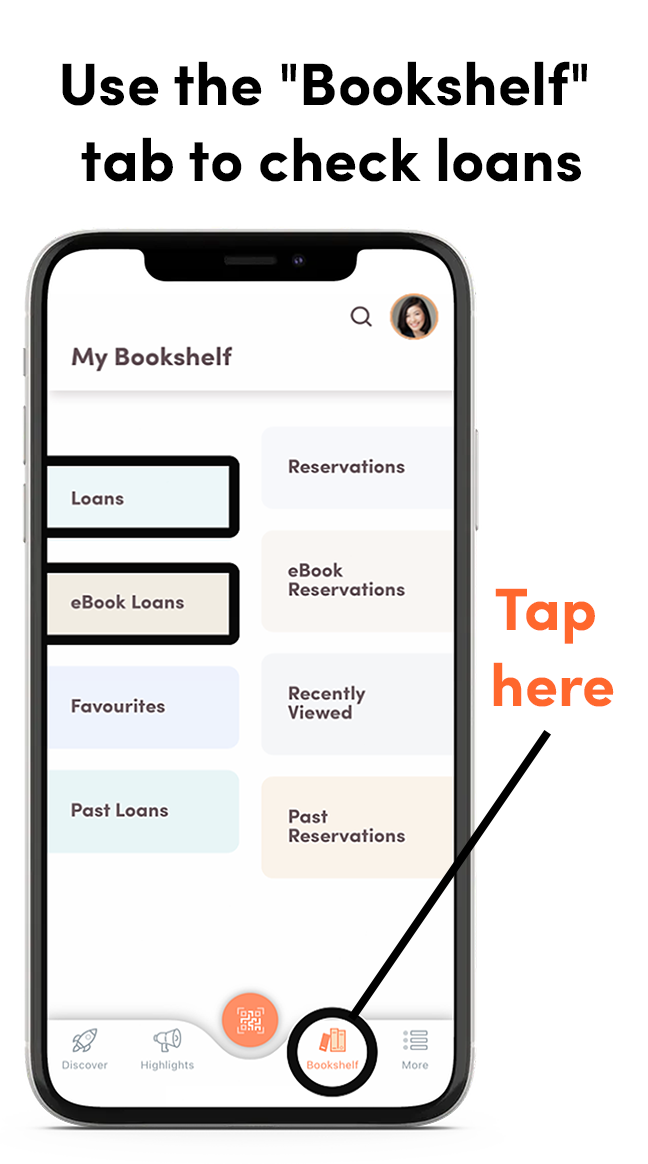 Use the "Bookshelf"
tab to check loans
My Bookshelf
Loans
eBook Loans
Favourites
Past Loans
Reservations
eBook
Reservations
Recently
Viewed
Past
Reservations
Tap
here
Discover
Highlights
Bookshelf
More